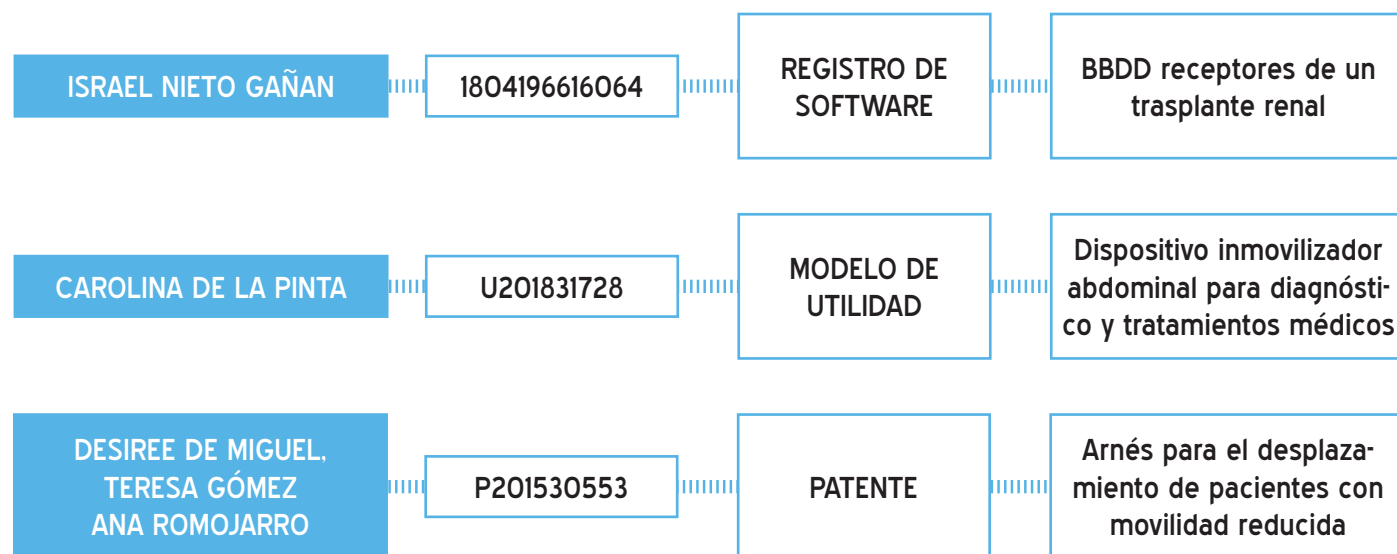 ISRAEL NIETO GAÑAN
1804196616064
REGISTRO DE
SOFTWARE
BBDD receptores de un
trasplante renal
CAROLINA DE LA PINTA
U201831728
MODELO DE
UTILIDAD
Dispositivo inmovilizador
abdominal para diagnósti-
co y tratamientos médicos
DESIREE DE MIGUEL,
TERESA GÓMEZ
ANA ROMOJARRO
P201530553
PATENTE
Arnés para el desplaza-
miento de pacientes con
movilidad reducida